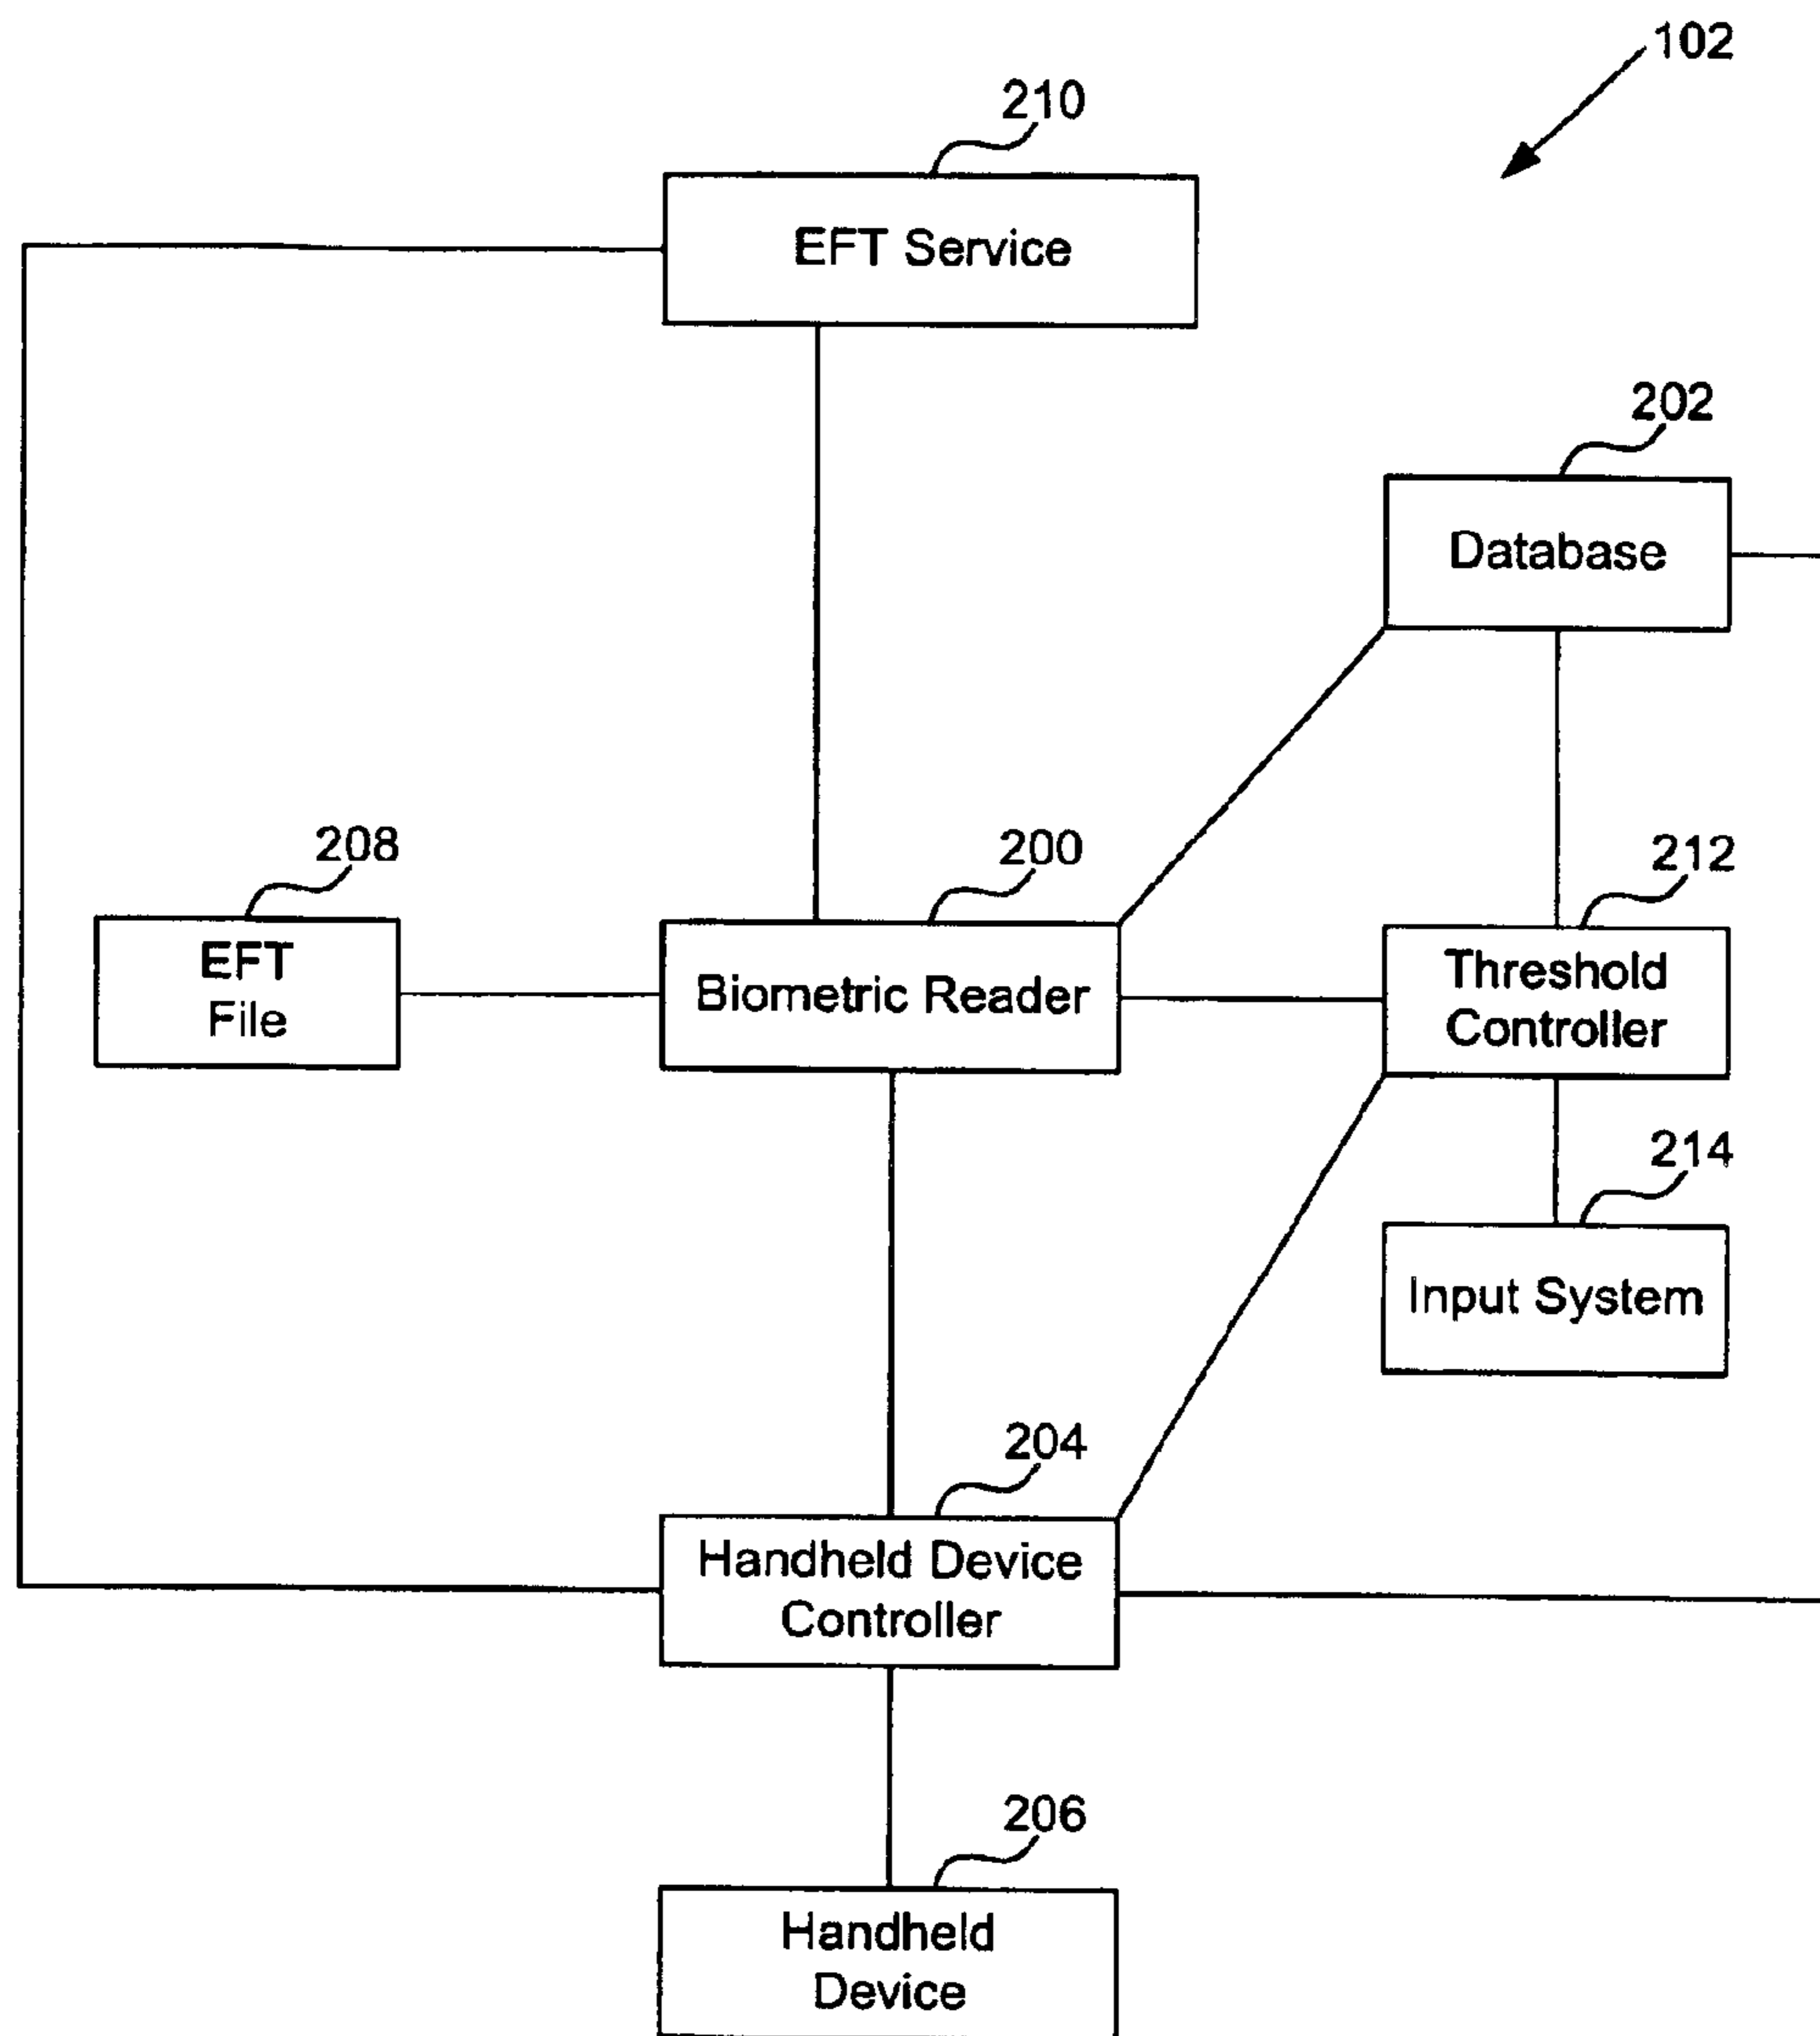 102
210
EFT Service
202
Database
208
EFT
File
200
Biometric Reader
212
Threshold
Controller
214
Input System
204
Handheld Device
Controller
206
Handheld
Device